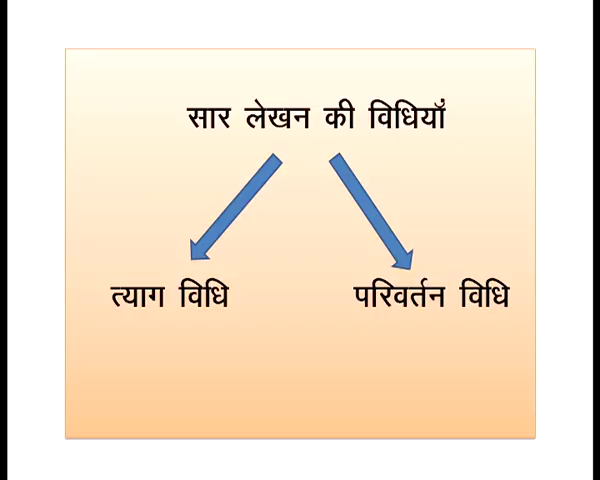 सार लेखन की विधियाँ
त्याग विधि
परिवर्तन विधि